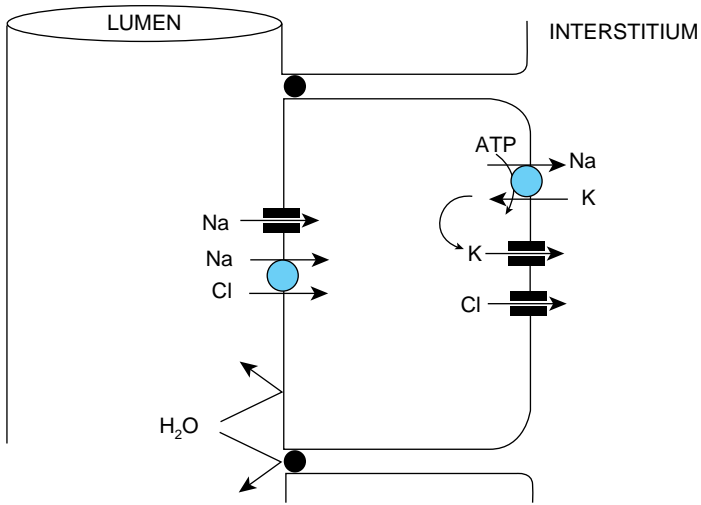 LUMEN
INTERSTITIUM
ATP
Na
K
Na
K
Na
Cl
Cl
H₂O